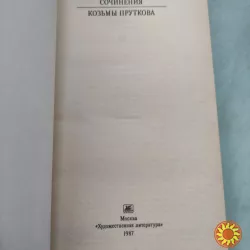 СОЧИНЕНИЯ
КОЗЬМЫ ПРУТКОВА
Москва
«Художественная литература»
1987